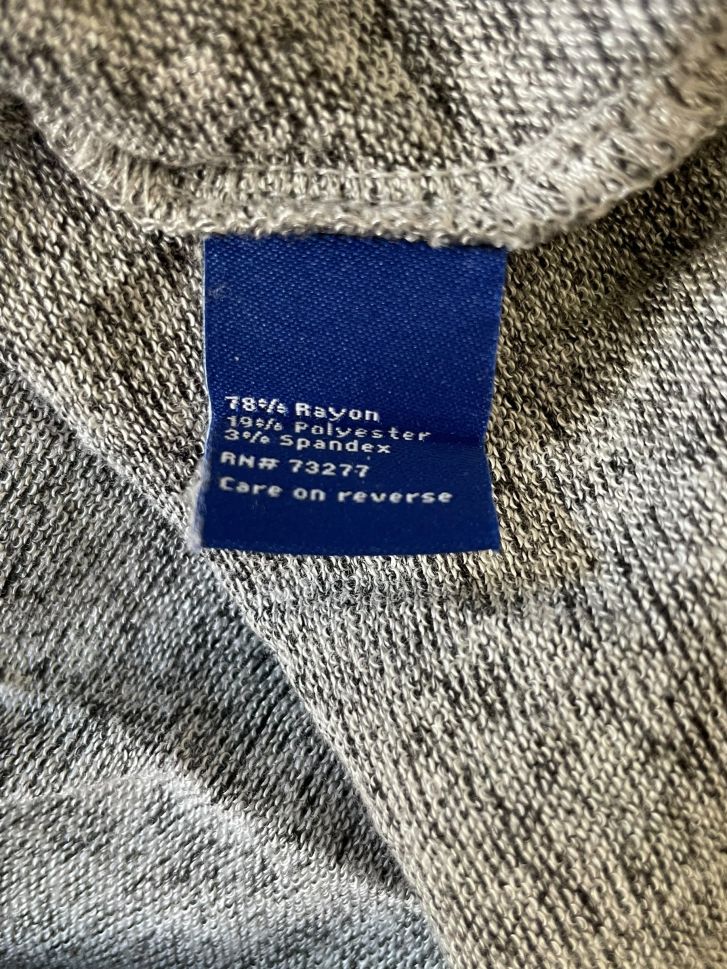 78% Rayon
19% Polyester
3% Spandex
RN# 73277
Care on reverse